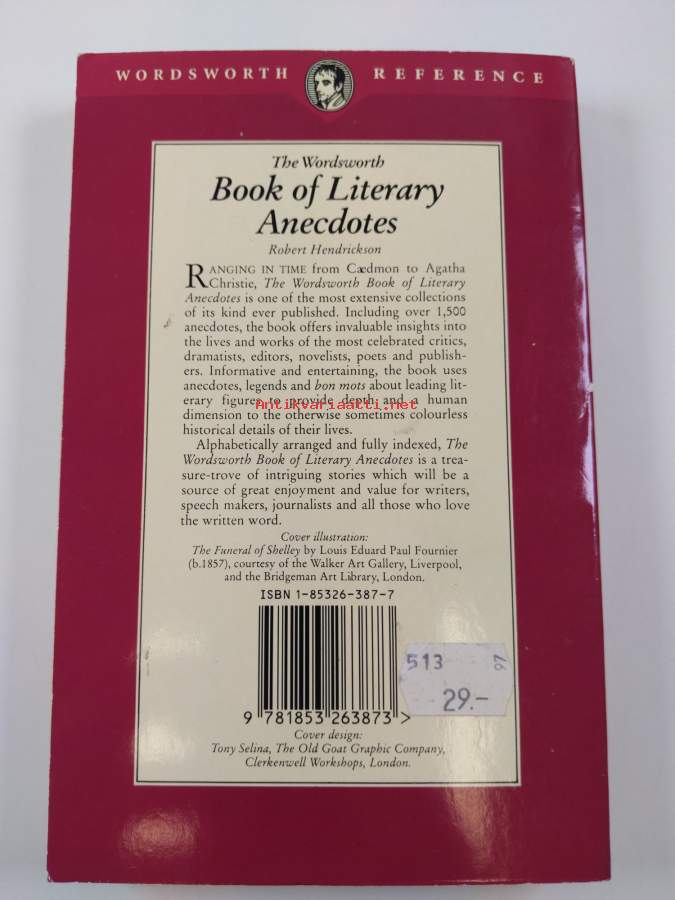 WORDSWORTH REFERENCE
The Wordsworth
Book of Literary
Anecdotes
Robert Hendrickson
RANGING IN TIME from Cædmon to Agatha
Christie, The Wordsworth Book of Literary
Anecdotes is one of the most extensive collections
of its kind ever published. Including over 1,500
anecdotes, the book offers invaluable insights into
the lives and works of the most celebrated critics,
dramatists, editors, novelists, poets and publish-
ers. Informative and entertaining, the book uses
anecdotes, legends and bon mots about leading lit-
erary figures to provide depth and a human
Antikvariaatti.net
dimension to the otherwise sometimes colourless
historical details of their lives.
Alphabetically arranged and fully indexed, The
Wordsworth Book of Literary Anecdotes is a trea-
sure-trove of intriguing stories which will be a
source of great enjoyment and value for writers,
speech makers, journalists and all those who love
the written word.
Cover illustration:
The Funeral of Shelley by Louis Eduard Paul Fournier
(b.1857), courtesy of the Walker Art Gallery, Liverpool,
and the Bridgeman Art Library, London.
ISBN 1-85326-387-7
513 97
29.-
9 781853 263873 >
Cover design:
Tony Selina, The Old Goat Graphic Company,
Clerkenwell Workshops, London.